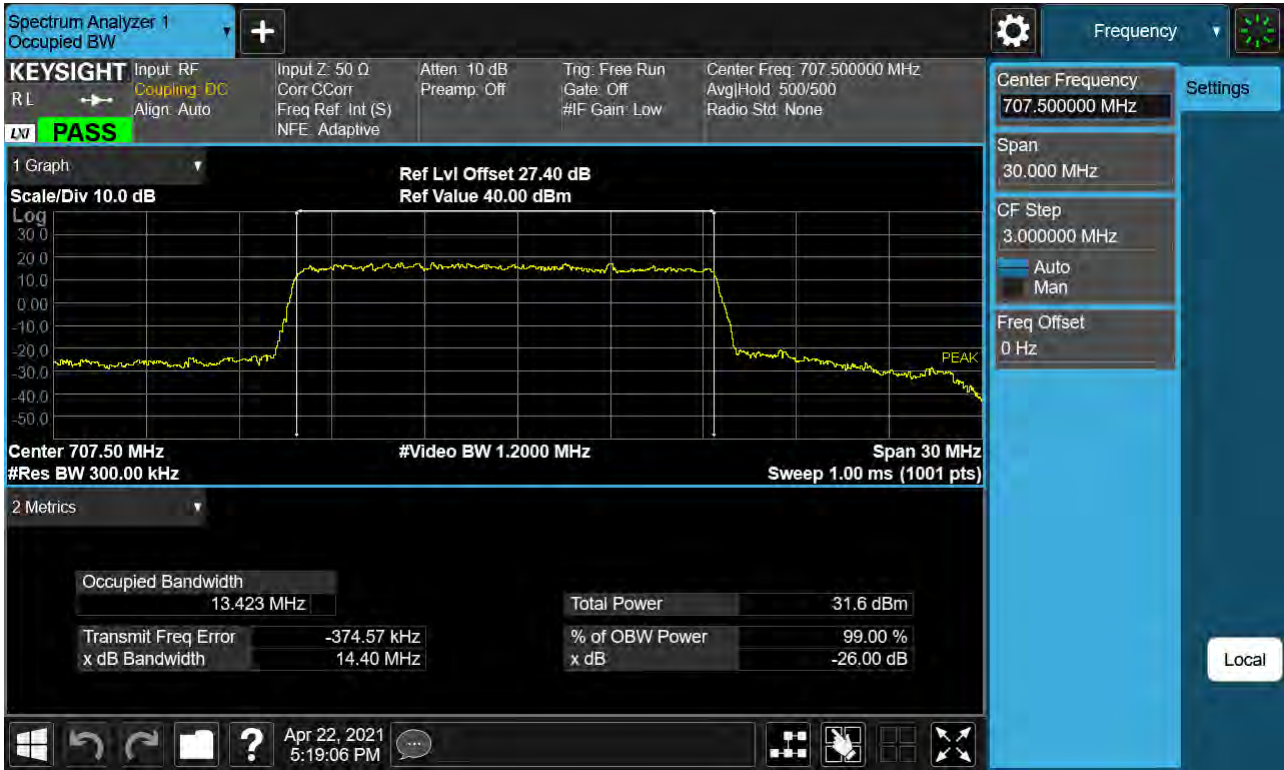 Spectrum Analyzer 1
Occupied BW
Frequency
KEYSIGHT
R L
LXI PASS
Input: RF
Coupling: DC
Align: Auto
Input Z: 50 Ω
Corr CCorr
Freq Ref: Int (S)
NFE: Adaptive
Atten: 10 dB
Preamp: Off
Trig: Free Run
Gate: Off
#IF Gain: Low
Center Freq: 707.500000 MHz
Avg|Hold: 500/500
Radio Std: None
1 Graph
Scale/Div 10.0 dB
Ref Lvl Offset 27.40 dB
Ref Value 40.00 dBm
Log
30.0
20.0
10.0
0.00
-10.0
-20.0
-30.0
-40.0
-50.0
PEAK
Center 707.50 MHz
#Res BW 300.00 kHz
#Video BW 1.2000 MHz
Span 30 MHz
Sweep 1.00 ms (1001 pts)
2 Metrics
Occupied Bandwidth
13.423 MHz
Transmit Freq Error -374.57 kHz
x dB Bandwidth 14.40 MHz
Total Power 31.6 dBm
% of OBW Power 99.00 %
x dB -26.00 dB
Center Frequency
707.500000 MHz
Span
30.000 MHz
CF Step
3.000000 MHz
Auto
Man
Freq Offset
0 Hz
Settings
Local
?
Apr 22, 2021
5:19:06 PM